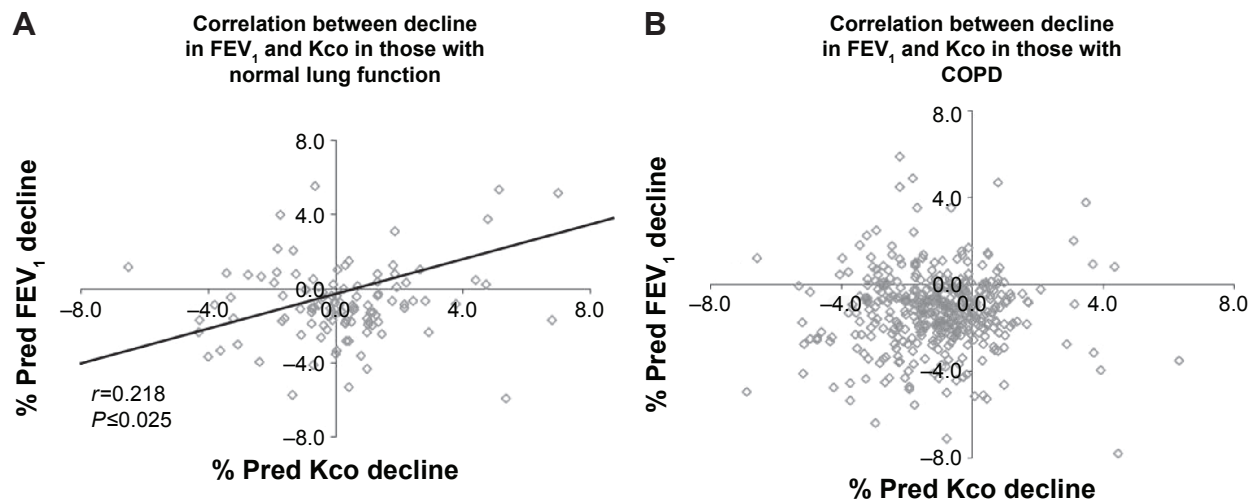 A
Correlation between decline
in FEV₁ and Kco in those with
normal lung function
% Pred FEV₁ decline
8.0
4.0
0.0
–8.0
–4.0
0.0
4.0
8.0
–4.0
–8.0
r=0.218
P≤0.025
% Pred Kco decline
B
Correlation between decline
in FEV₁ and Kco in those with
COPD
% Pred FEV₁ decline
8.0
4.0
0.0
–8.0
–4.0
0.0
4.0
8.0
–4.0
–8.0
% Pred Kco decline